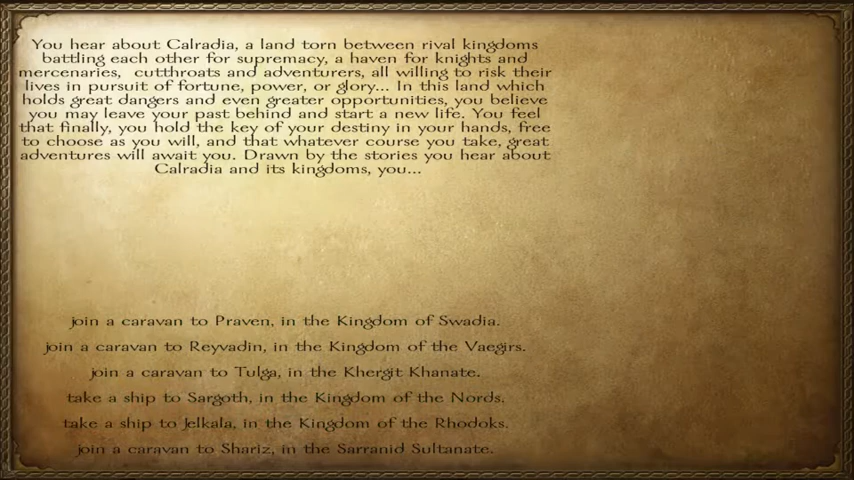 You hear about Calradia, a land torn between rival kingdoms
battling each other for supremacy, a haven for knights and
mercenaries, cutthroats and adventurers, all willing to risk their
lives in pursuit of fortune, power, or glory... In this land which
holds great dangers and even greater opportunities, you believe
you may leave your past behind and start a new life. You feel
that finally, you hold the key of your destiny in your hands, free
to choose as you will, and that whatever course you take, great
adventures will await you. Drawn by the stories you hear about
Calradia and its kingdoms, you...
join a caravan to Praven, in the Kingdom of Swadia.
join a caravan to Reyvadin, in the Kingdom of the Vaegirs.
join a caravan to Tulga, in the Khergit Khanate.
take a ship to Sargoth, in the Kingdom of the Nords.
take a ship to Jelkala, in the Kingdom of the Rhodoks.
join a caravan to Shariz, in the Sarranid Sultanate.